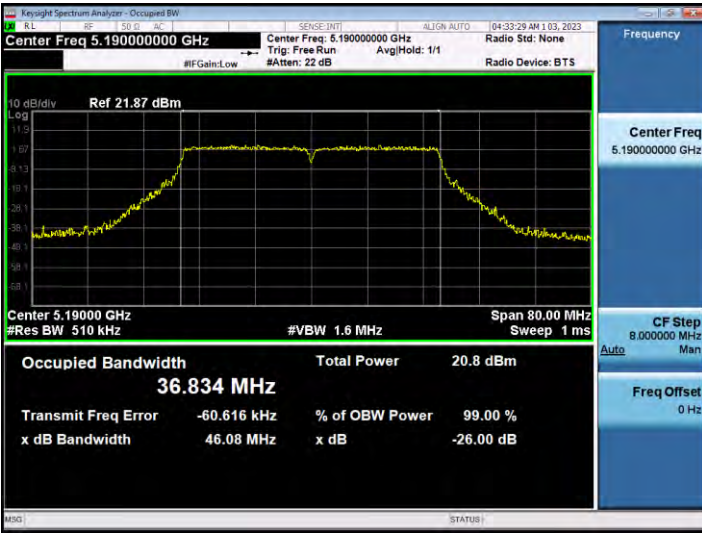 Keysight Spectrum Analyzer - Occupied BW
RL RF 50 Ω AC SENSE:INT ALIGN AUTO 04:33:29 AM 1 03, 2023
Center Freq 5.190000000 GHz
Center Freq: 5.190000000 GHz Radio Std: None
Trig: Free Run Avg|Hold: 1/1
#IFGain:Low #Atten: 22 dB Radio Device: BTS
10 dB/div Ref 21.87 dBm
Log
11.9
1.87
-8.13
-18.1
-28.1
-38.1
-48.1
-58.1
-68.1
Center 5.19000 GHz Span 80.00 MHz
#Res BW 510 kHz #VBW 1.6 MHz Sweep 1 ms
Occupied Bandwidth Total Power 20.8 dBm
36.834 MHz
Transmit Freq Error -60.616 kHz % of OBW Power 99.00 %
x dB Bandwidth 46.08 MHz x dB -26.00 dB
MSG STATUS
Frequency
Center Freq
5.190000000 GHz
CF Step
8.000000 MHz
Auto Man
Freq Offset
0 Hz